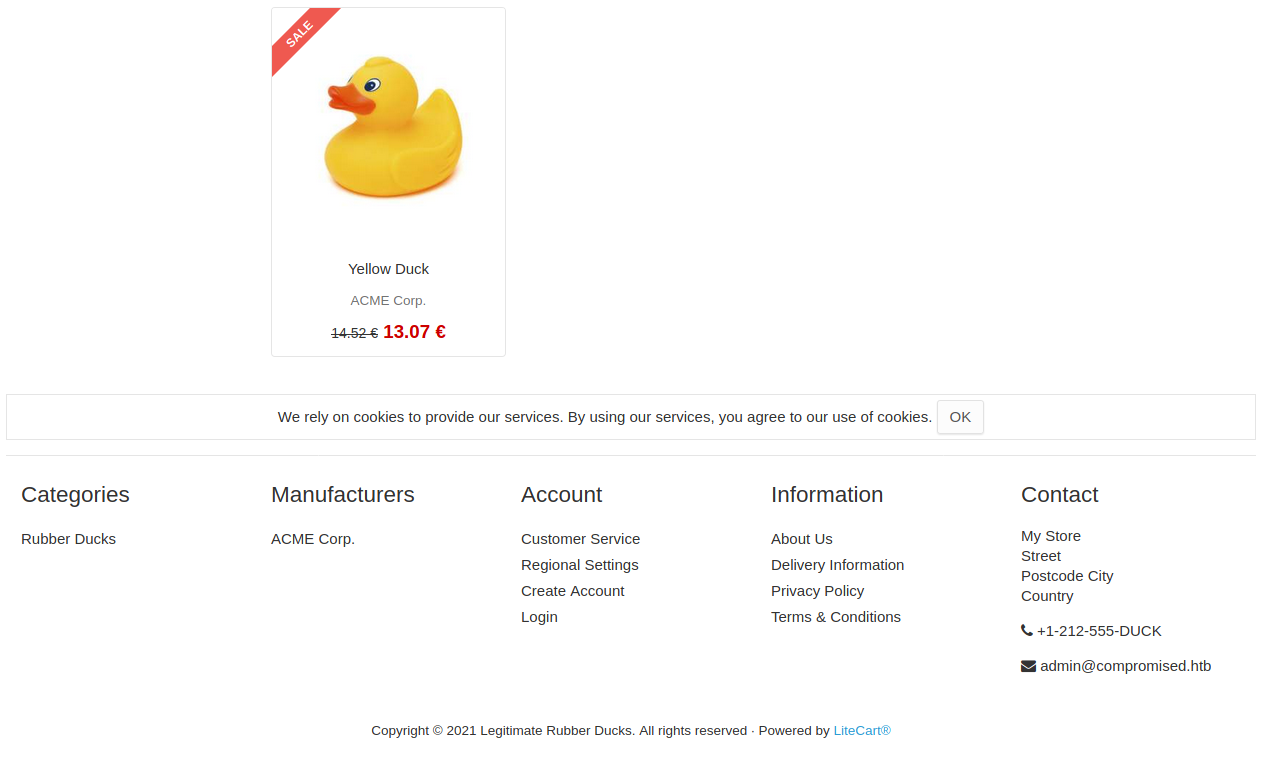 SALE
Yellow Duck
ACME Corp.
14.52 € 13.07 €
We rely on cookies to provide our services. By using our services, you agree to our use of cookies. OK
Categories
Rubber Ducks
Manufacturers
ACME Corp.
Account
Customer Service
Regional Settings
Create Account
Login
Information
About Us
Delivery Information
Privacy Policy
Terms & Conditions
Contact
My Store
Street
Postcode City
Country
+1-212-555-DUCK
admin@compromised.htb
Copyright © 2021 Legitimate Rubber Ducks. All rights reserved · Powered by LiteCart®